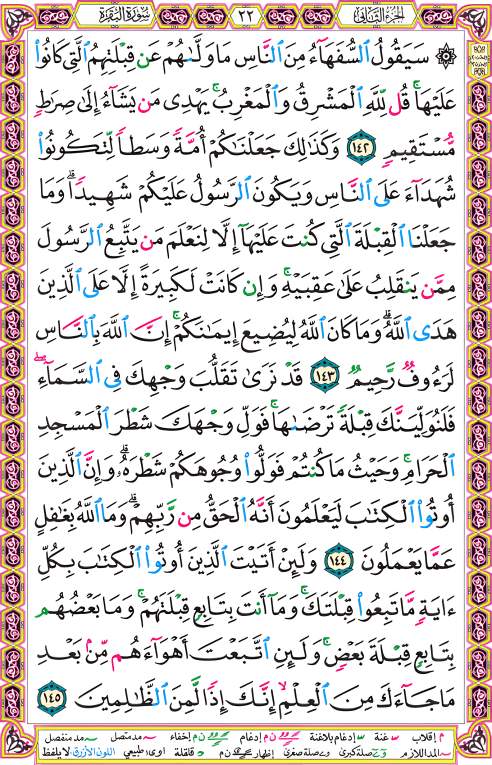 الجزء الثاني
٢٢
سورة البقرة
۞ سَيَقُولُ ٱلسُّفَهَآءُ مِنَ ٱلنَّاسِ مَا وَلَّىٰهُمْ عَن قِبْلَتِهِمُ ٱلَّتِى كَانُوا۟
عَلَيْهَا ۚ قُل لِّلَّهِ ٱلْمَشْرِقُ وَٱلْمَغْرِبُ ۚ يَهْدِى مَن يَشَآءُ إِلَىٰ صِرَٰطٍ
مُّسْتَقِيمٍ ١٤٢ وَكَذَٰلِكَ جَعَلْنَـٰكُمْ أُمَّةً وَسَطًا لِّتَكُونُوا۟
شُهَدَآءَ عَلَى ٱلنَّاسِ وَيَكُونَ ٱلرَّسُولُ عَلَيْكُمْ شَهِيدًا ۗ وَمَا
جَعَلْنَا ٱلْقِبْلَةَ ٱلَّتِى كُنتَ عَلَيْهَآ إِلَّا لِنَعْلَمَ مَن يَتَّبِعُ ٱلرَّسُولَ
مِمَّن يَنقَلِبُ عَلَىٰ عَقِبَيْهِ ۚ وَإِن كَانَتْ لَكَبِيرَةً إِلَّا عَلَى ٱلَّذِينَ
هَدَى ٱللَّهُ ۗ وَمَا كَانَ ٱللَّهُ لِيُضِيعَ إِيمَـٰنَكُمْ ۚ إِنَّ ٱللَّهَ بِٱلنَّاسِ
لَرَءُوفٌ رَّحِيمٌ ١٤٣ قَدْ نَرَىٰ تَقَلُّبَ وَجْهِكَ فِى ٱلسَّمَآءِ ۖ
فَلَنُوَلِّيَنَّكَ قِبْلَةً تَرْضَىٰهَا ۚ فَوَلِّ وَجْهَكَ شَطْرَ ٱلْمَسْجِدِ
ٱلْحَرَامِ ۚ وَحَيْثُ مَا كُنتُمْ فَوَلُّوا۟ وُجُوهَكُمْ شَطْرَهُۥ ۗ وَإِنَّ ٱلَّذِينَ
أُوتُوا۟ ٱلْكِتَـٰبَ لَيَعْلَمُونَ أَنَّهُ ٱلْحَقُّ مِن رَّبِّهِمْ ۗ وَمَا ٱللَّهُ بِغَـٰفِلٍ
عَمَّا يَعْمَلُونَ ١٤٤ وَلَئِنْ أَتَيْتَ ٱلَّذِينَ أُوتُوا۟ ٱلْكِتَـٰبَ بِكُلِّ
ءَايَةٍ مَّا تَبِعُوا۟ قِبْلَتَكَ ۚ وَمَآ أَنتَ بِتَابِعٍ قِبْلَتَهُمْ ۚ وَمَا بَعْضُهُم
بِتَابِعٍ قِبْلَةَ بَعْضٍ ۚ وَلَئِنِ ٱتَّبَعْتَ أَهْوَآءَهُم مِّنۢ بَعْدِ
مَا جَآءَكَ مِنَ ٱلْعِلْمِ ۙ إِنَّكَ إِذًا لَّمِنَ ٱلظَّـٰلِمِينَ ١٤٥
م إقلاب س غنة س إدغام بلاغنة ن م إدغام ن م إخفاء مد متصل مد منفصل
المد اللازم صلة كبرى صلة صغرى إظهار ن م قلقلة اوى طبيعي اللون الأزرق لا يلفظ